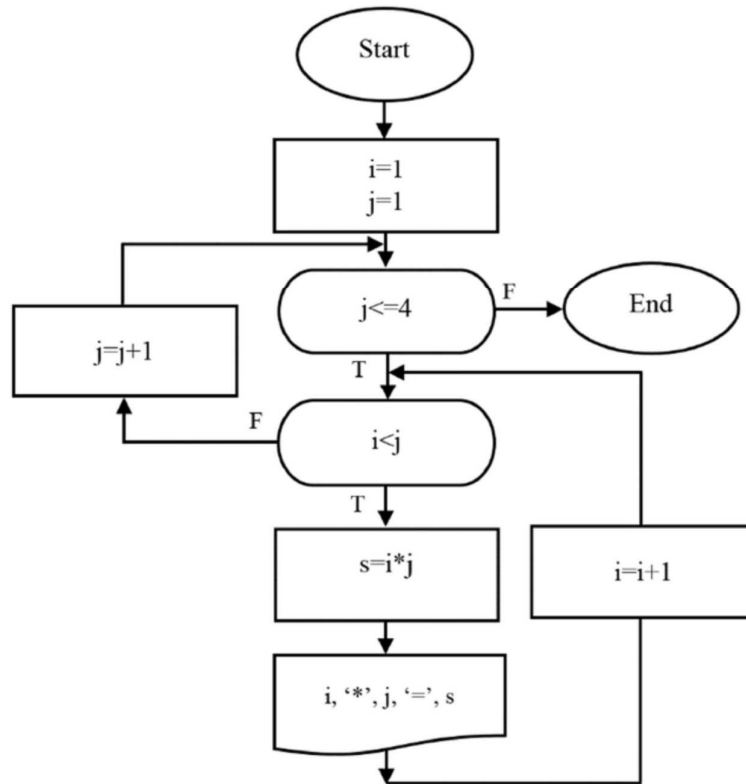 Start
i=1
j=1
j<=4
F
End
j=j+1
T
F
i<j
T
s=i*j
i=i+1
i, ‘*’, j, ‘=’, s